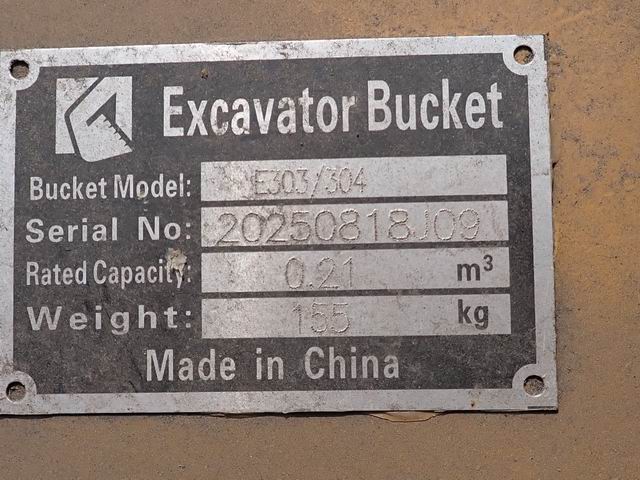 Excavator Bucket
Bucket Model: E303/304
Serial No: 20250818J09
Rated Capacity: 0.21 m³
Weight: 155 kg
Made in China